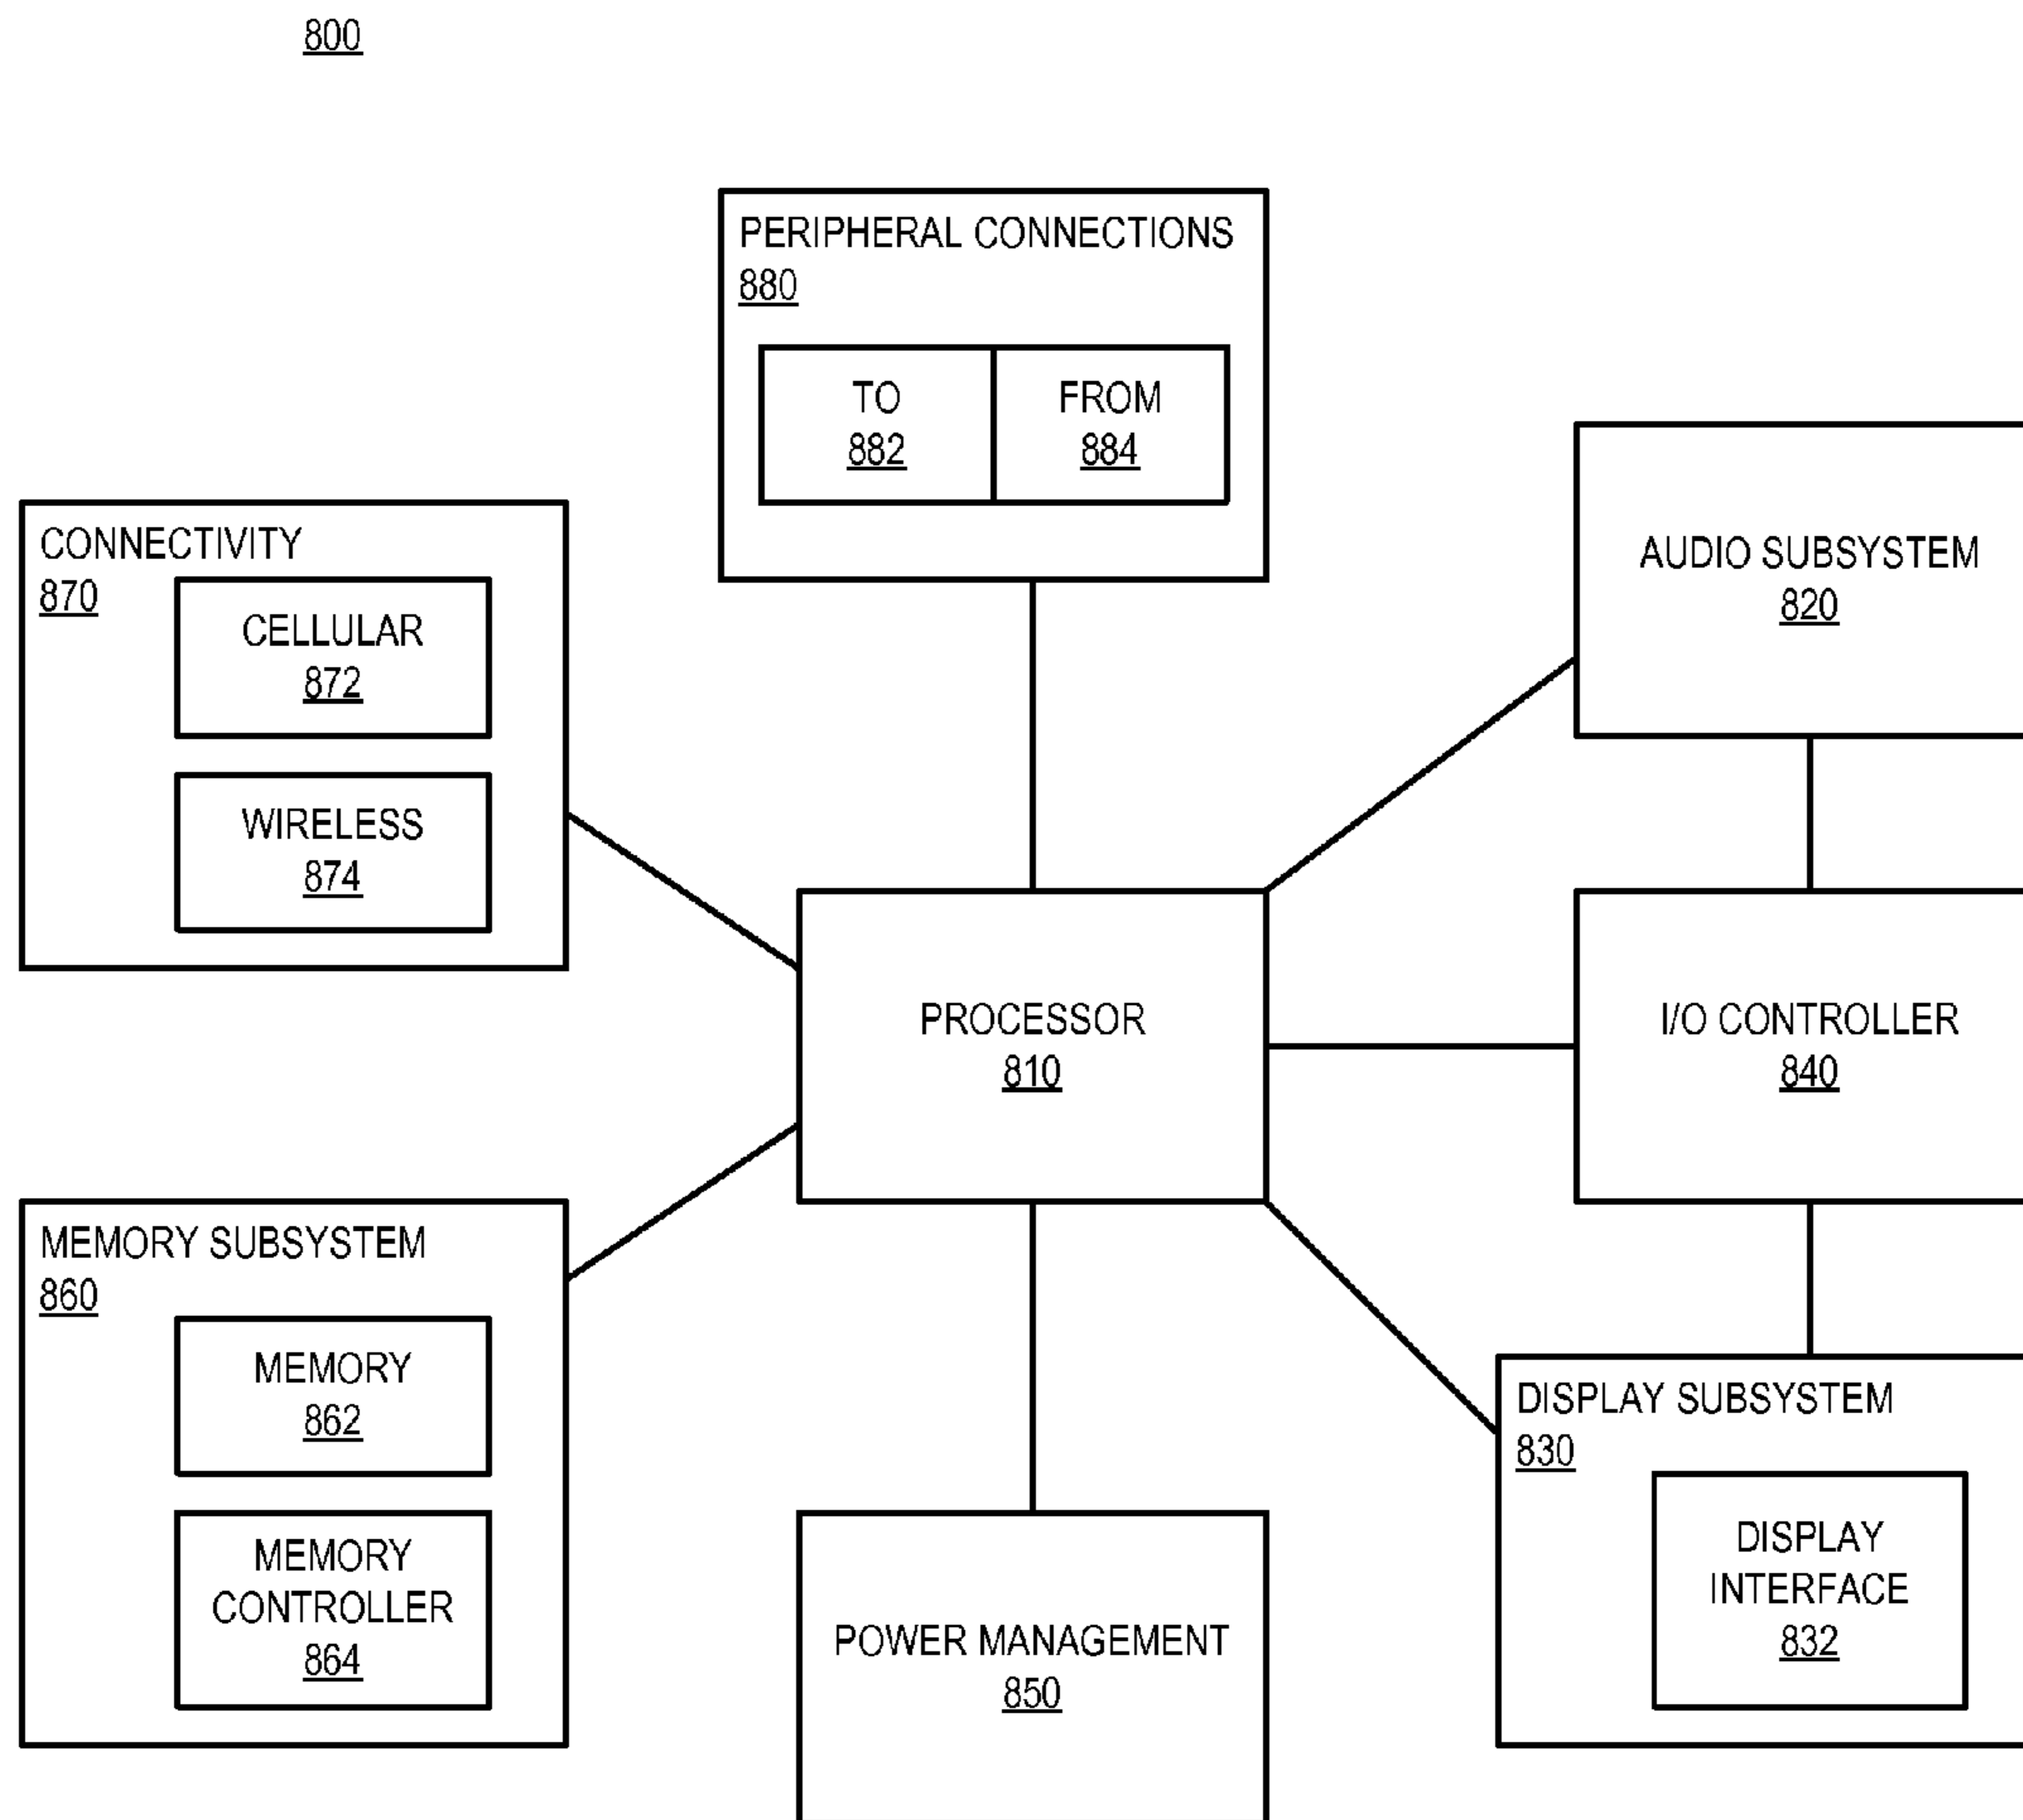 800
PERIPHERAL CONNECTIONS
880
TO
882
FROM
884
CONNECTIVITY
870
CELLULAR
872
WIRELESS
874
AUDIO SUBSYSTEM
820
PROCESSOR
810
I/O CONTROLLER
840
MEMORY SUBSYSTEM
860
MEMORY
862
MEMORY
CONTROLLER
864
POWER MANAGEMENT
850
DISPLAY SUBSYSTEM
830
DISPLAY
INTERFACE
832